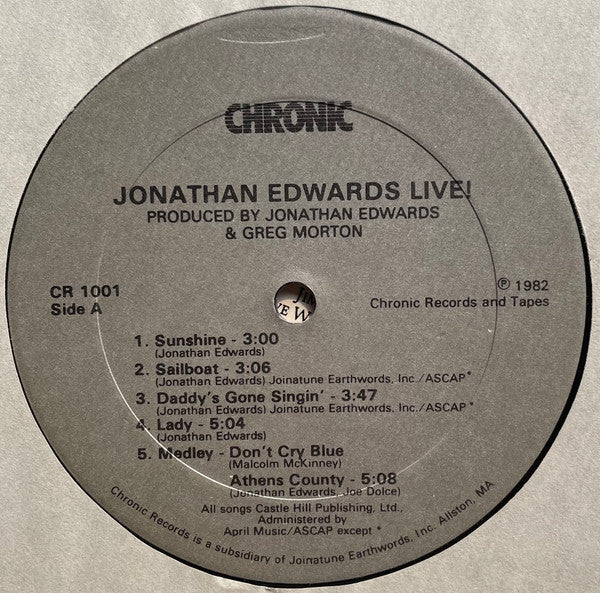 CHRONIC
JONATHAN EDWARDS LIVE!
PRODUCED BY JONATHAN EDWARDS
& GREG MORTON
CR 1001
Side A
℗ 1982
Chronic Records and Tapes
1. Sunshine - 3:00
(Jonathan Edwards)
2. Sailboat - 3:06
(Jonathan Edwards) Joinatune Earthwords, Inc./ASCAP*
3. Daddy's Gone Singin' - 3:47
(Jonathan Edwards) Joinatune Earthwords, Inc./ASCAP*
4. Lady - 5:04
(Jonathan Edwards)
5. Medley - Don't Cry Blue
(Malcolm McKinney)
Athens County - 5:08
(Jonathan Edwards, Joe Dolce)
All songs Castle Hill Publishing, Ltd.,
Administered by
April Music/ASCAP except *
Chronic Records is a subsidiary of Joinatune Earthwords, Inc. Allston, MA